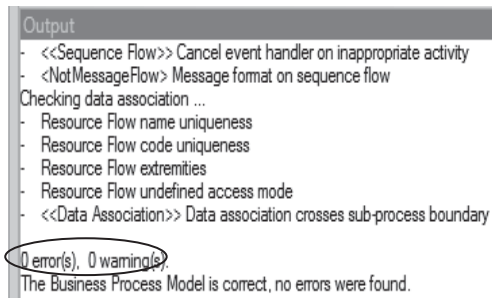 Output
- <<Sequence Flow>> Cancel event handler on inappropriate activity
- <NotMessageFlow> Message format on sequence flow
Checking data association ...
- Resource Flow name uniqueness
- Resource Flow code uniqueness
- Resource Flow extremities
- Resource Flow undefined access mode
- <<Data Association>> Data association crosses sub-process boundary
0 error(s), 0 warning(s).
The Business Process Model is correct, no errors were found.